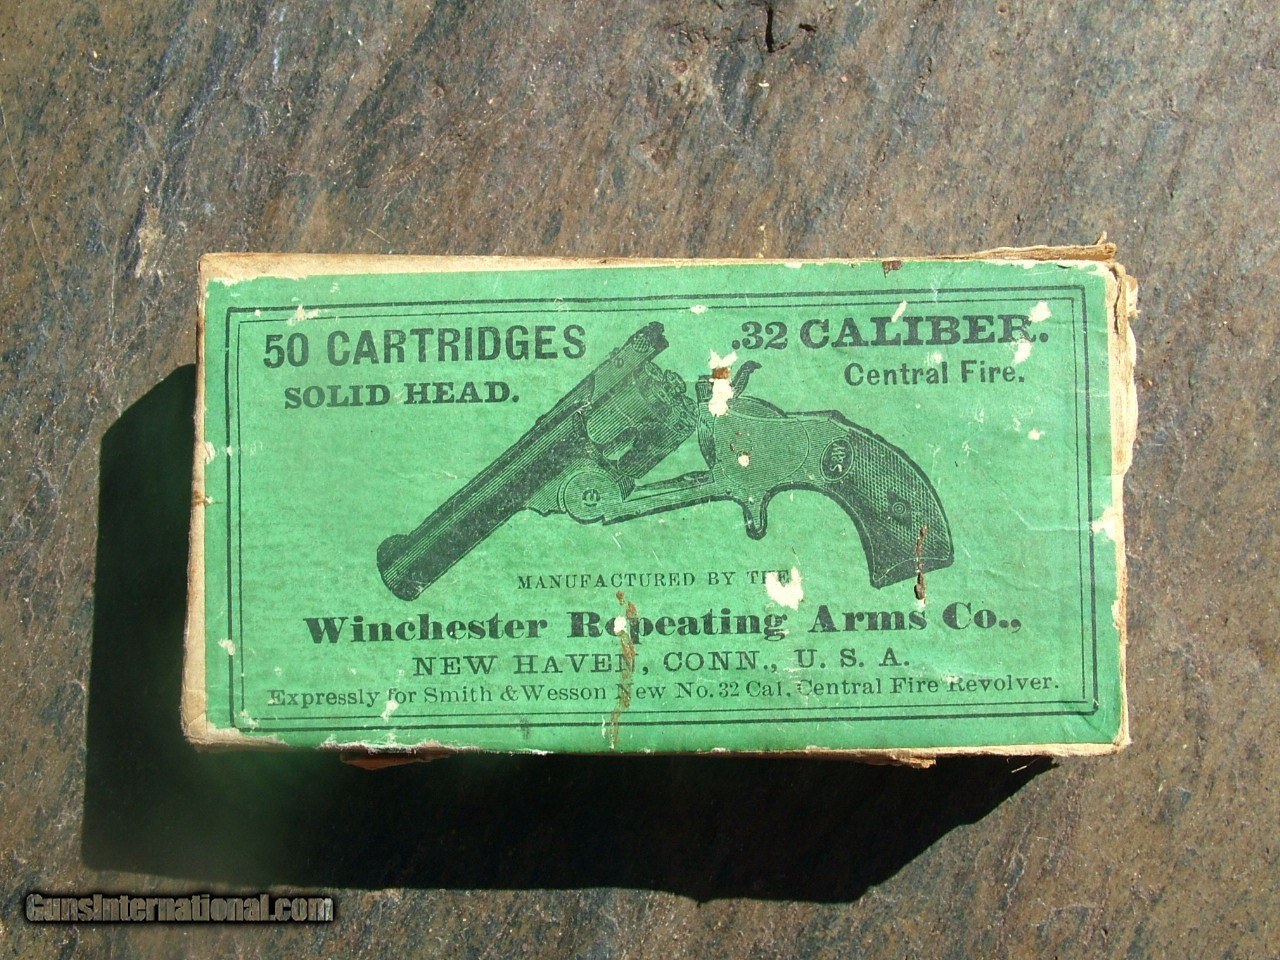 50 CARTRIDGES
SOLID HEAD.
.32 CALIBER.
Central Fire.
S&W
MANUFACTURED BY THE
Winchester Repeating Arms Co.,
NEW HAVEN, CONN., U. S. A.
Expressly for Smith & Wesson New No. 32 Cal. Central Fire Revolver.
GunsInternational.com